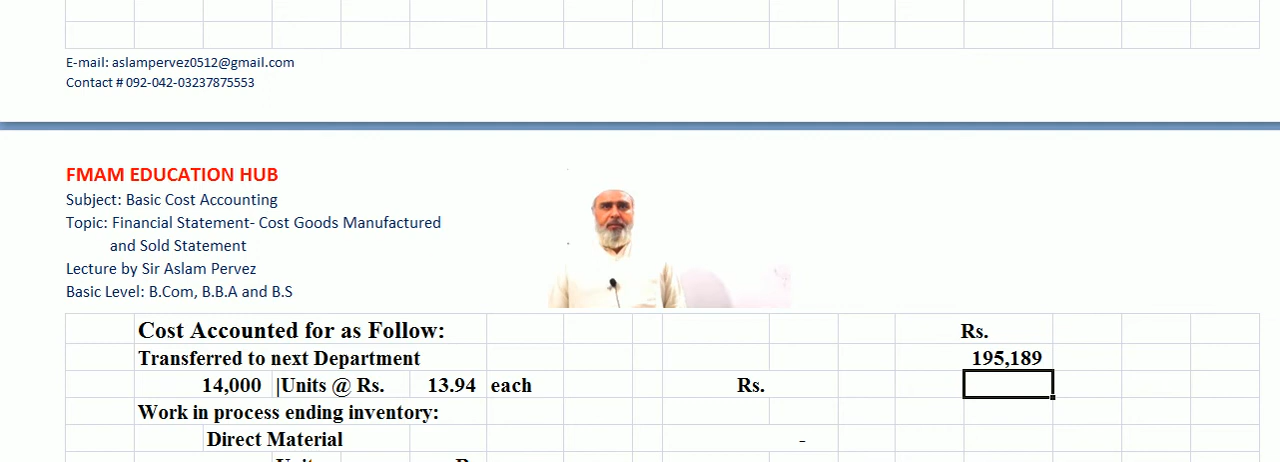 E-mail: aslampervez0512@gmail.com
Contact # 092-042-03237875553
FMAM EDUCATION HUB
Subject: Basic Cost Accounting
Topic: Financial Statement- Cost Goods Manufactured
and Sold Statement
Lecture by Sir Aslam Pervez
Basic Level: B.Com, B.B.A and B.S
Cost Accounted for as Follow: Rs.
Transferred to next Department 195,189
14,000 Units @ Rs. 13.94 each Rs.
Work in process ending inventory:
Direct Material -